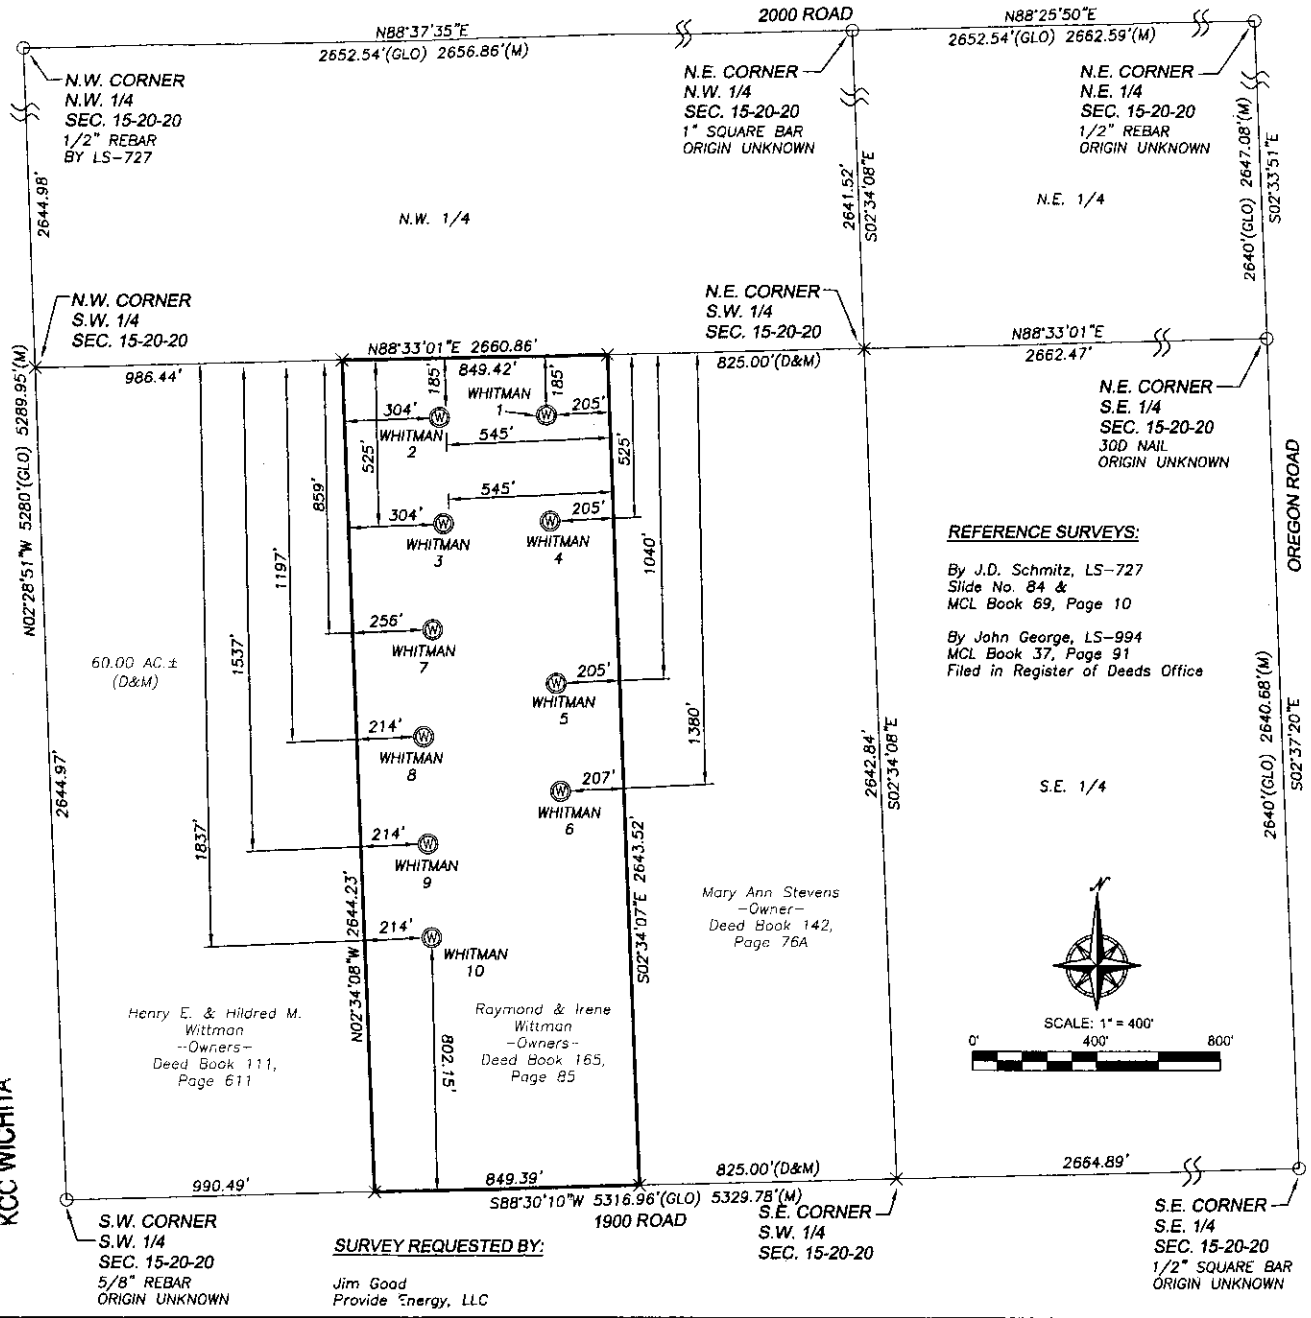 N88°37'35"E
2652.54'(GLO) 2656.86'(M)
2000 ROAD
N88°25'50"E
2652.54'(GLO) 2662.59'(M)
N.W. CORNER
N.W. 1/4
SEC. 15-20-20
1/2" REBAR
BY LS-727
N.E. CORNER
N.W. 1/4
SEC. 15-20-20
1" SQUARE BAR
ORIGIN UNKNOWN
N.E. CORNER
N.E. 1/4
SEC. 15-20-20
1/2" REBAR
ORIGIN UNKNOWN
2644.98'
N.W. 1/4
2641.52'
S02°34'08"E
N.E. 1/4
2640'(GLO) 2647.08'(M)
S02°33'51"E
N.W. CORNER
S.W. 1/4
SEC. 15-20-20
N.E. CORNER
S.W. 1/4
SEC. 15-20-20
N88°33'01"E 2660.86'
N88°33'01"E
2662.47'
986.44'
849.42'
825.00'(D&M)
N.E. CORNER
S.E. 1/4
SEC. 15-20-20
30D NAIL
ORIGIN UNKNOWN
N02°28'51"W 5280'(GLO) 5289.95'(M)
OREGON ROAD
185'
185'
WHITMAN
1
W
205'
304'
W
WHITMAN
2
545'
525'
525'
545'
304'
W
WHITMAN
3
W
205'
WHITMAN
4
859'
1040'
1197'
256'
W
WHITMAN
7
205'
W
WHITMAN
5
1537'
1380'
214'
W
WHITMAN
8
207'
W
WHITMAN
6
1837'
214'
W
WHITMAN
9
214'
W
WHITMAN
10
802.15'
60.00 AC.±
(D&M)
2644.97'
N02°34'08"W 2644.23'
S02°34'07"E 2643.52'
2642.84'
S02°34'08"E
REFERENCE SURVEYS:
By J.D. Schmitz, LS-727
Slide No. 84 &
MCL Book 69, Page 10
By John George, LS-994
MCL Book 37, Page 91
Filed in Register of Deeds Office
S.E. 1/4
2640'(GLO) 2640.68'(M)
S02°37'20"E
Mary Ann Stevens
-Owner-
Deed Book 142,
Page 76A
Henry E. & Hildred M.
Wittman
--Owners-
Deed Book 111,
Page 611
Raymond & Irene
Wittman
-Owners-
Deed Book 165,
Page 85
N
SCALE: 1" = 400'
0' 400' 800'
KCC WICHITA
990.49'
849.39'
825.00'(D&M)
2664.89'
S88°30'10"W 5316.96'(GLO) 5329.78'(M)
1900 ROAD
S.W. CORNER
S.W. 1/4
SEC. 15-20-20
5/8" REBAR
ORIGIN UNKNOWN
S.E. CORNER
S.W. 1/4
SEC. 15-20-20
S.E. CORNER
S.E. 1/4
SEC. 15-20-20
1/2" SQUARE BAR
ORIGIN UNKNOWN
SURVEY REQUESTED BY:
Jim Goad
Provide Energy, LLC